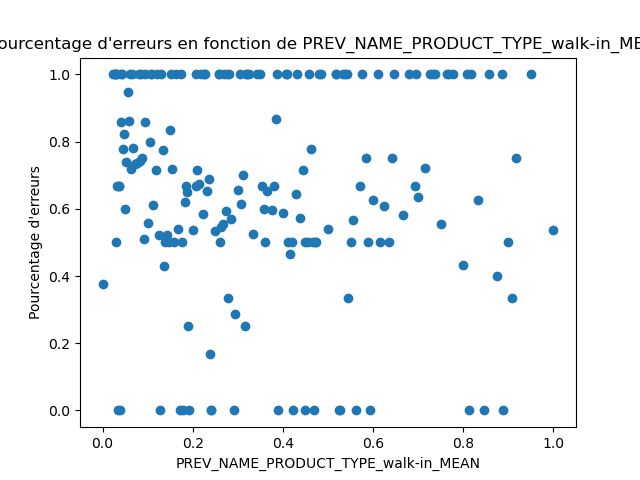 ourcentage d'erreurs en fonction de PREV_NAME_PRODUCT_TYPE_walk-in_ME
1.0
0.8
0.6
0.4
0.2
0.0
Pourcentage d'erreurs
0.0 0.2 0.4 0.6 0.8 1.0
PREV_NAME_PRODUCT_TYPE_walk-in_MEAN